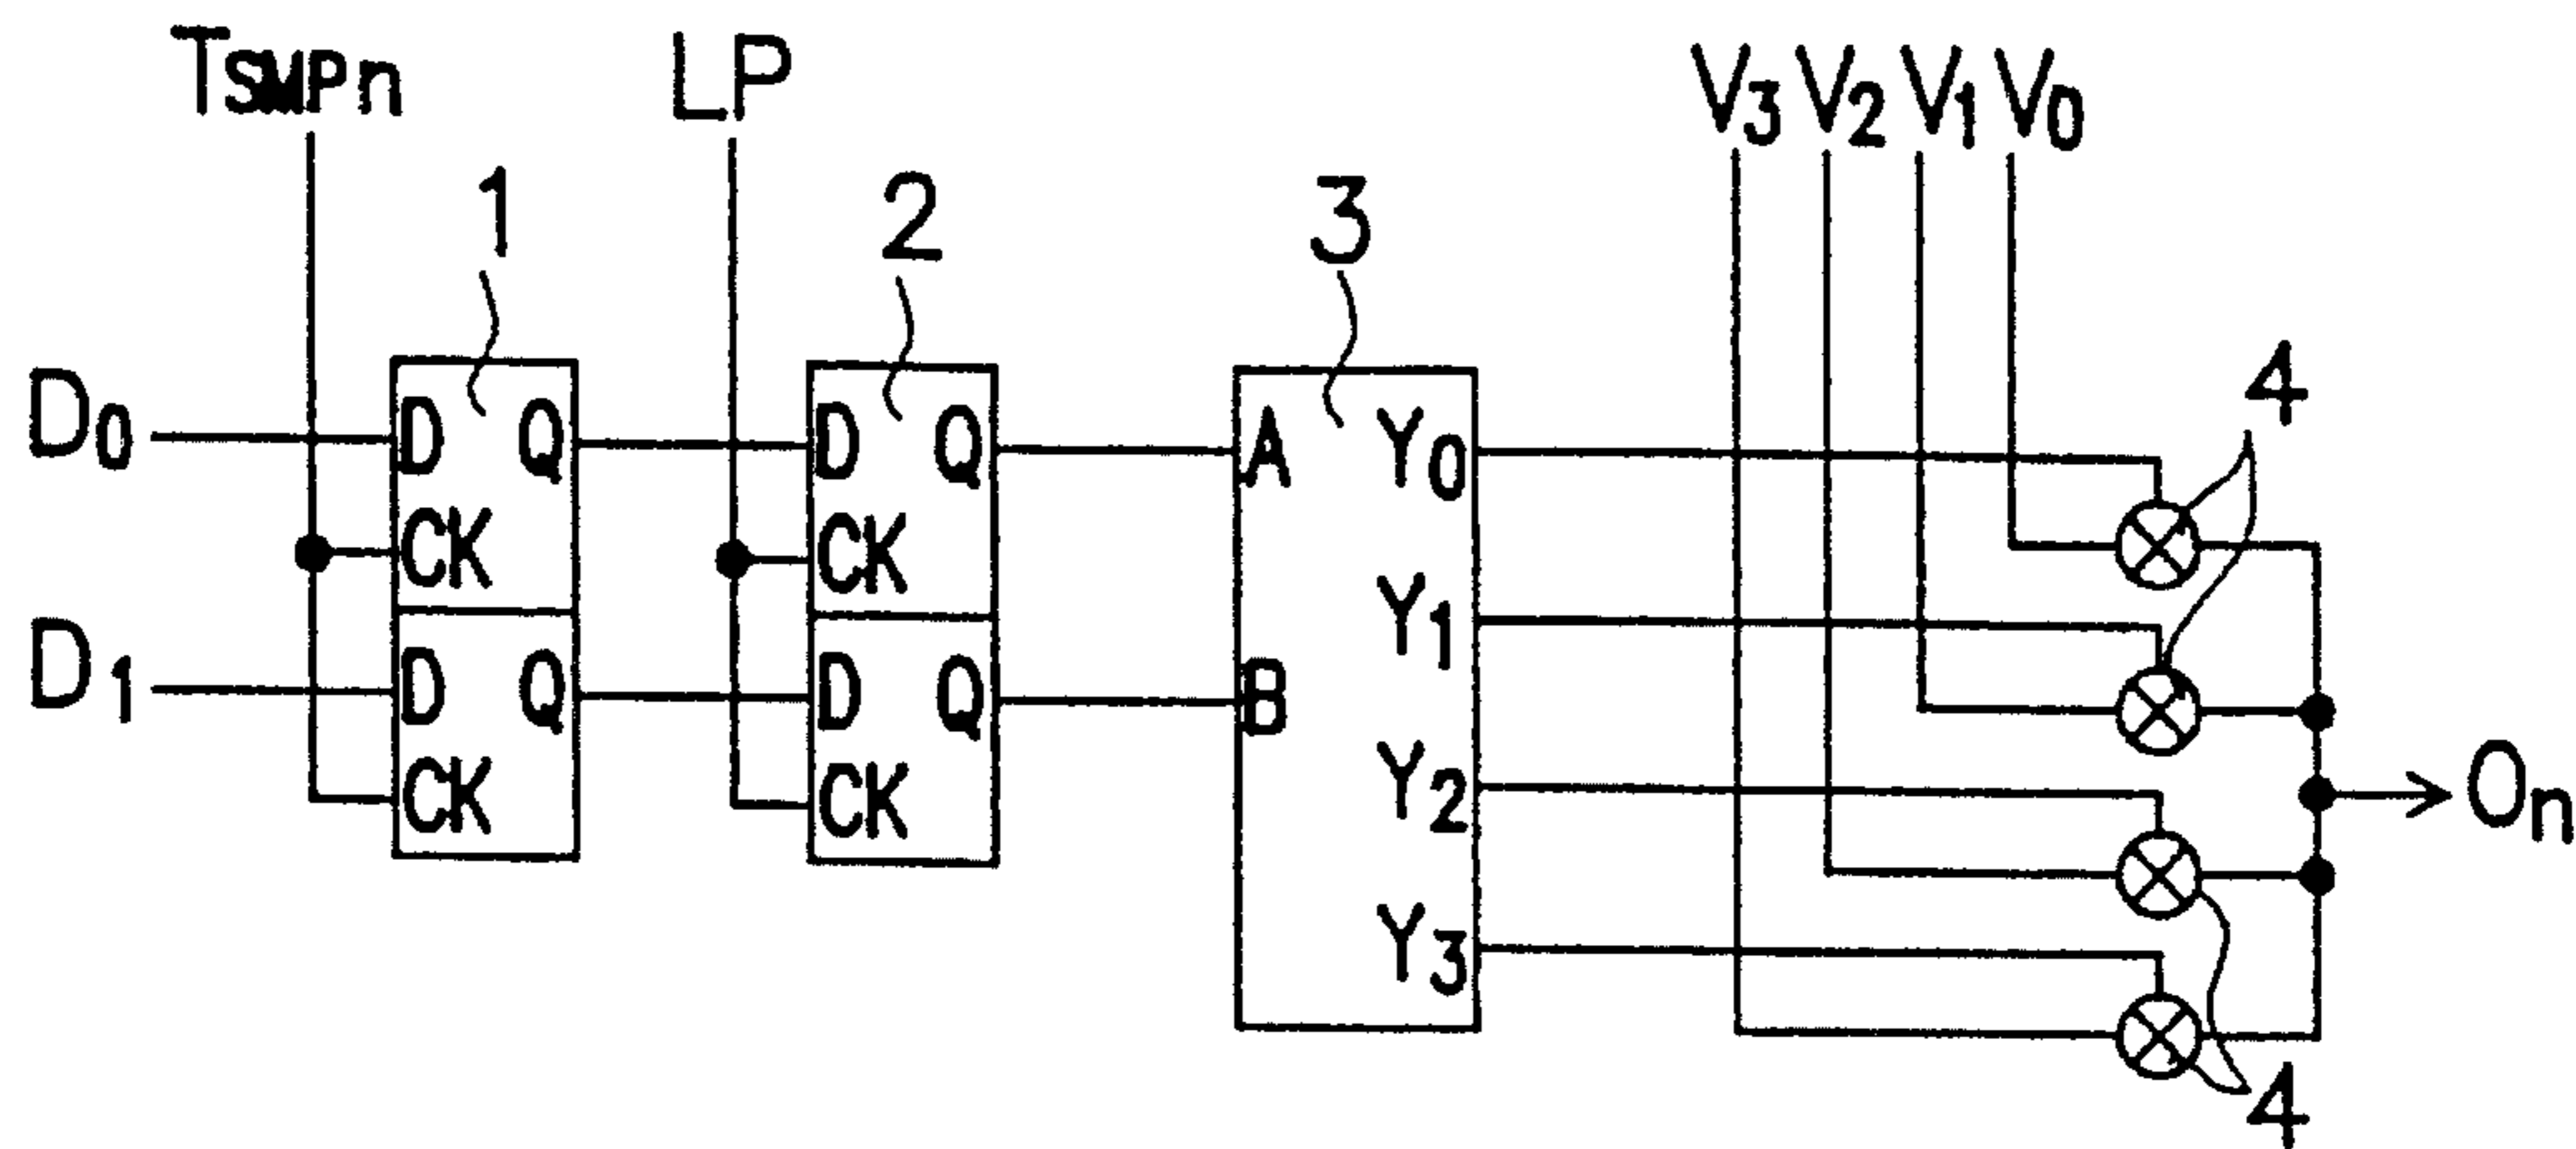 TSMPn LP V3 V2 V1 V0
1 2 3 4
D0 D Q D Q A Y0
CK CK
Y1
D1 D Q D Q B
CK CK
Y2
On
Y3
4